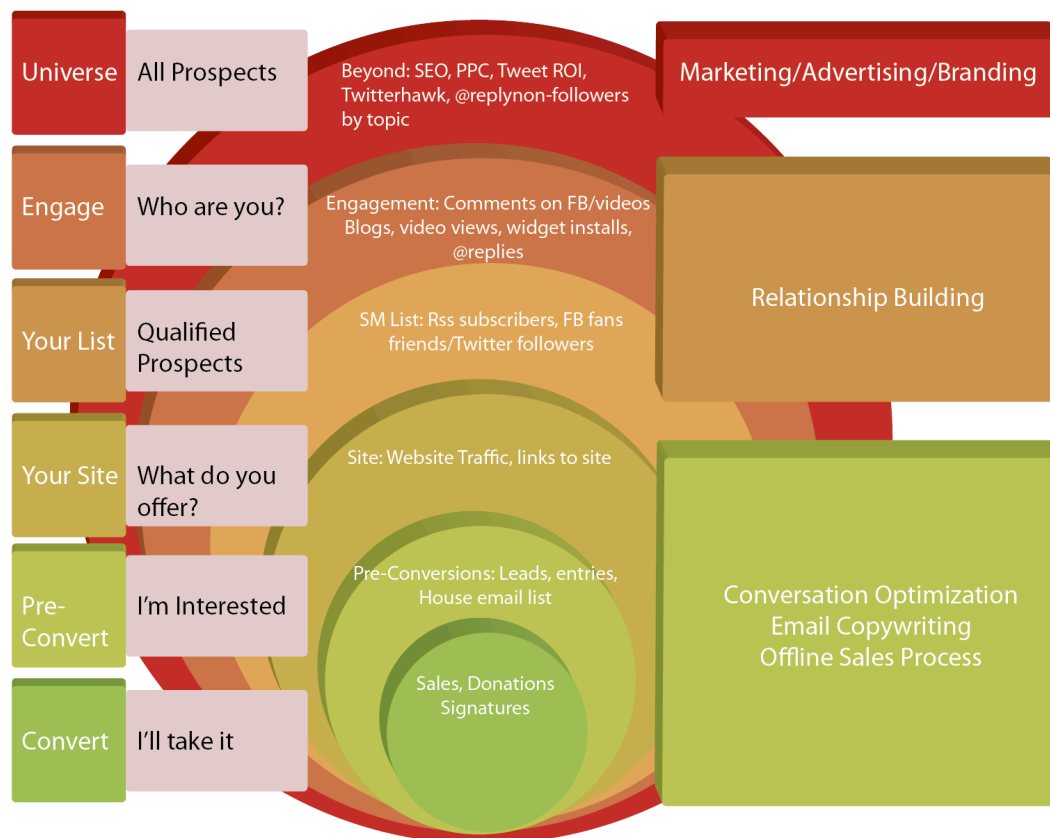 Universe
All Prospects
Beyond: SEO, PPC, Tweet ROI,
Twitterhawk, @replynon-followers
by topic
Marketing/Advertising/Branding
Engage
Who are you?
Engagement: Comments on FB/videos
Blogs, video views, widget installs,
@replies
Relationship Building
Your List
Qualified
Prospects
SM List: Rss subscribers, FB fans
friends/Twitter followers
Your Site
What do you
offer?
Site: Website Traffic, links to site
Pre-
Convert
I'm Interested
Pre-Conversions: Leads, entries,
House email list
Conversation Optimization
Email Copywriting
Offline Sales Process
Convert
I'll take it
Sales, Donations
Signatures